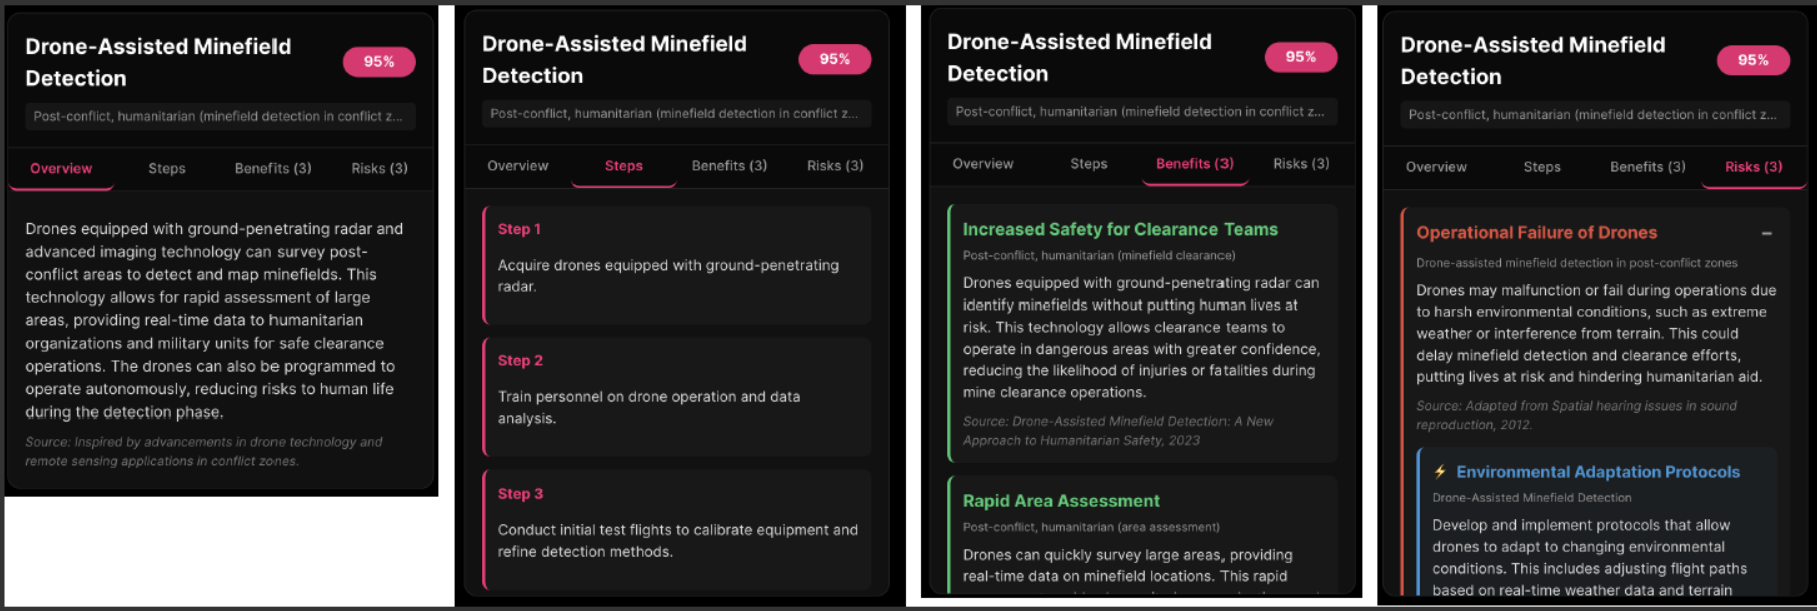 Drone-Assisted Minefield
Detection
95%
Post-conflict, humanitarian (minefield detection in conflict z...
Overview
Steps
Benefits (3)
Risks (3)
Drones equipped with ground-penetrating radar and
advanced imaging technology can survey post-
conflict areas to detect and map minefields. This
technology allows for rapid assessment of large
areas, providing real-time data to humanitarian
organizations and military units for safe clearance
operations. The drones can also be programmed to
operate autonomously, reducing risks to human life
during the detection phase.
Source: Inspired by advancements in drone technology and
remote sensing applications in conflict zones.
Drone-Assisted Minefield
Detection
95%
Post-conflict, humanitarian (minefield detection in conflict z...
Overview
Steps
Benefits (3)
Risks (3)
Step 1
Acquire drones equipped with ground-penetrating
radar.
Step 2
Train personnel on drone operation and data
analysis.
Step 3
Conduct initial test flights to calibrate equipment and
refine detection methods.
Drone-Assisted Minefield
Detection
95%
Post-conflict, humanitarian (minefield detection in conflict z...
Overview
Steps
Benefits (3)
Risks (3)
Increased Safety for Clearance Teams
Post-conflict, humanitarian (minefield clearance)
Drones equipped with ground-penetrating radar can
identify minefields without putting human lives at
risk. This technology allows clearance teams to
operate in dangerous areas with greater confidence,
reducing the likelihood of injuries or fatalities during
mine clearance operations.
Source: Drone-Assisted Minefield Detection: A New
Approach to Humanitarian Safety, 2023
Rapid Area Assessment
Post-conflict, humanitarian (area assessment)
Drones can quickly survey large areas, providing
real-time data on minefield locations. This rapid
Drone-Assisted Minefield
Detection
95%
Post-conflict, humanitarian (minefield detection in conflict z...
Overview
Steps
Benefits (3)
Risks (3)
Operational Failure of Drones
–
Drone-assisted minefield detection in post-conflict zones
Drones may malfunction or fail during operations due
to harsh environmental conditions, such as extreme
weather or interference from terrain. This could
delay minefield detection and clearance efforts,
putting lives at risk and hindering humanitarian aid.
Source: Adapted from Spatial hearing issues in sound
reproduction, 2012.
⚡ Environmental Adaptation Protocols
Drone-Assisted Minefield Detection
Develop and implement protocols that allow
drones to adapt to changing environmental
conditions. This includes adjusting flight paths
based on real-time weather data and terrain